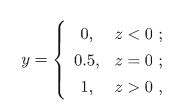 y = { 0, z < 0 ;
0.5, z = 0 ;
1, z > 0 ,